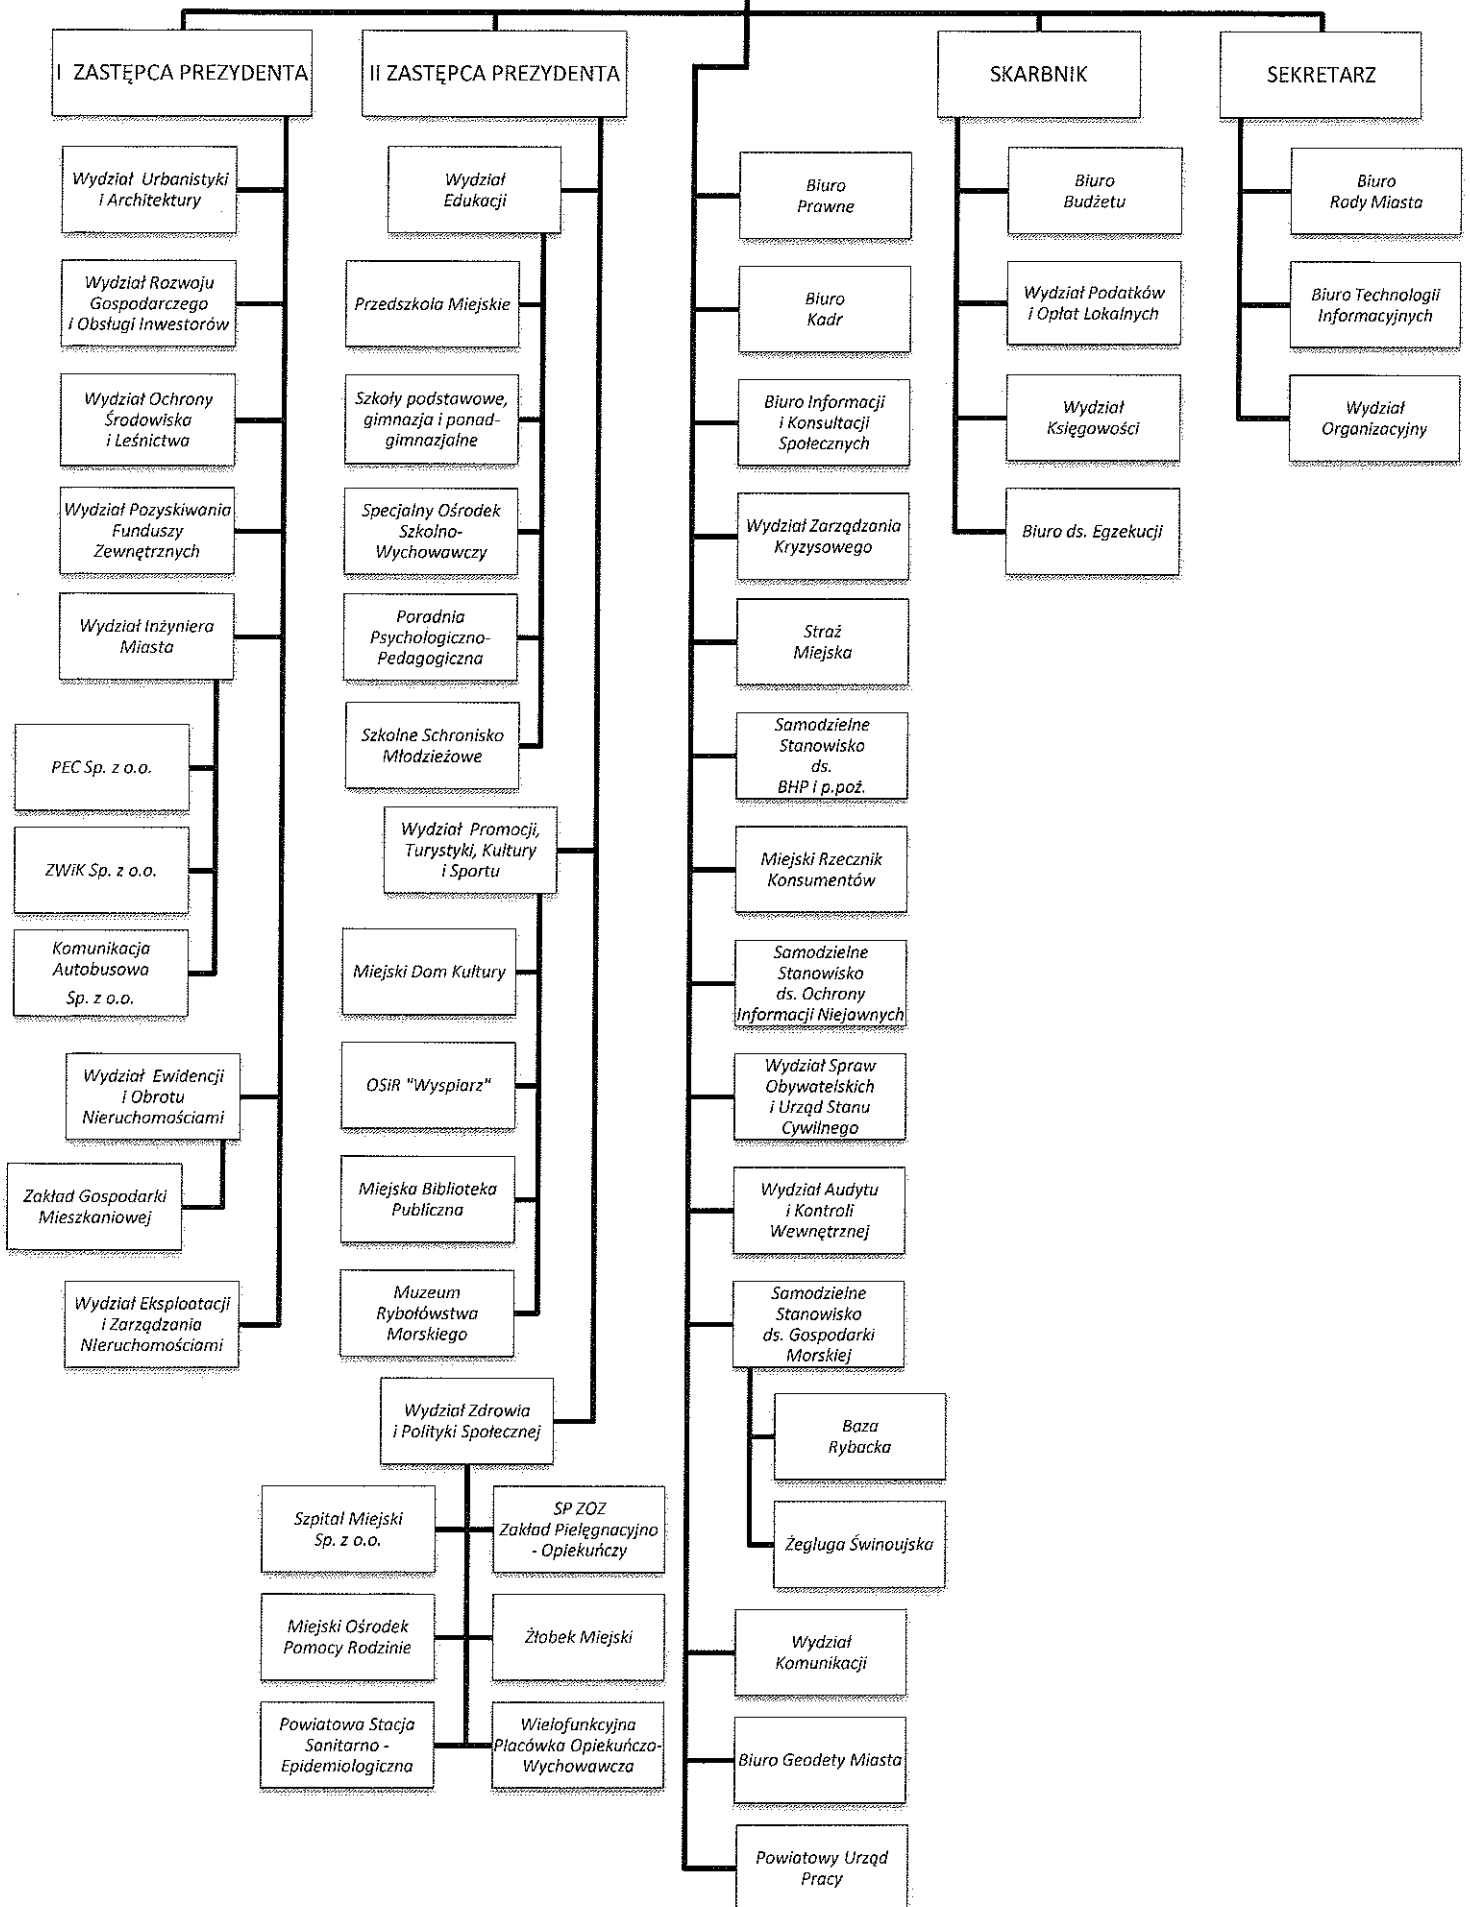 I ZASTĘPCA PREZYDENTA
Wydział Urbanistyki
i Architektury
Wydział Rozwoju
Gospodarczego
i Obsługi Inwestorów
Wydział Ochrony
Środowiska
i Leśnictwa
Wydział Pozyskiwania
Funduszy
Zewnętrznych
Wydział Inżyniera
Miasta
PEC Sp. z o.o.
ZWiK Sp. z o.o.
Komunikacja
Autobusowa
Sp. z o.o.
Wydział Ewidencji
i Obrotu
Nieruchomościami
Zakład Gospodarki
Mieszkaniowej
Wydział Eksploatacji
i Zarządzania
Nieruchomościami
II ZASTĘPCA PREZYDENTA
Wydział
Edukacji
Przedszkola Miejskie
Szkoły podstawowe,
gimnazja i ponad-
gimnazjalne
Specjalny Ośrodek
Szkolno-
Wychowawczy
Poradnia
Psychologiczno-
Pedagogiczna
Szkolne Schronisko
Młodzieżowe
Wydział Promocji,
Turystyki, Kultury
i Sportu
Miejski Dom Kultury
OSiR "Wyspiarz"
Miejska Biblioteka
Publiczna
Muzeum
Rybołówstwa
Morskiego
Wydział Zdrowia
i Polityki Społecznej
Szpital Miejski
Sp. z o.o.
SP ZOZ
Zakład Pielęgnacyjno
- Opiekuńczy
Miejski Ośrodek
Pomocy Rodzinie
Żłobek Miejski
Powiatowa Stacja
Sanitarno -
Epidemiologiczna
Wielofunkcyjna
Placówka Opiekuńczo-
Wychowawcza
Biuro
Prawne
Biuro
Kadr
Biuro Informacji
i Konsultacji
Społecznych
Wydział Zarządzania
Kryzysowego
Straż
Miejska
Samodzielne
Stanowisko
ds.
BHP i p.poż.
Miejski Rzecznik
Konsumentów
Samodzielne
Stanowisko
ds. Ochrony
Informacji Niejawnych
Wydział Spraw
Obywatelskich
i Urząd Stanu
Cywilnego
Wydział Audytu
i Kontroli
Wewnętrznej
Samodzielne
Stanowisko
ds. Gospodarki
Morskiej
Baza
Rybacka
Żegluga Świnoujska
Wydział
Komunikacji
Biuro Geodety Miasta
Powiatowy Urząd
Pracy
SKARBNIK
Biuro
Budżetu
Wydział Podatków
i Opłat Lokalnych
Wydział
Księgowości
Biuro ds. Egzekucji
SEKRETARZ
Biuro
Rady Miasta
Biuro Technologii
Informacyjnych
Wydział
Organizacyjny